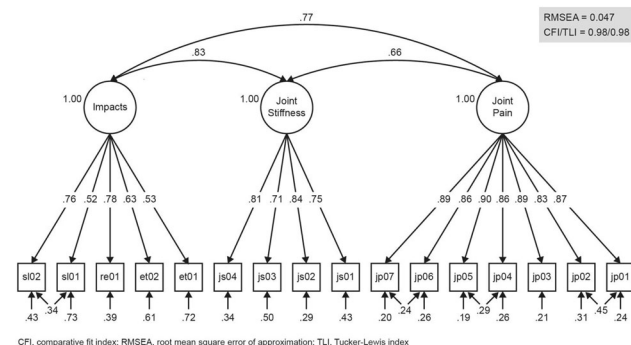 .77
RMSEA = 0.047
CFI/TLI = 0.98/0.98
.83
.66
1.00
Impacts
1.00
Joint
Stiffness
1.00
Joint
Pain
.76 .52 .78 .63 .53
.81 .71 .84 .75
.89 .86 .90 .86 .89 .83 .87
sl02 sl01 re01 et02 et01
js04 js03 js02 js01
jp07 jp06 jp05 jp04 jp03 jp02 jp01
.34
.24 .29 .45
.43 .73 .39 .61 .72
.34 .50 .29 .43
.20 .26 .19 .26 .21 .31 .24
CFI, comparative fit index; RMSEA, root mean square error of approximation; TLI, Tucker-Lewis index